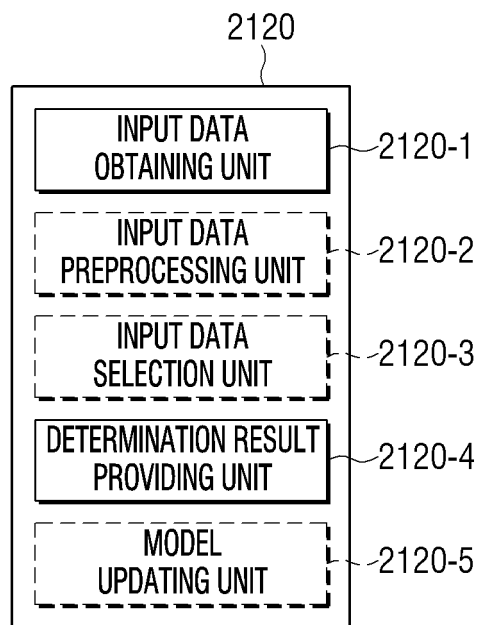 2120
INPUT DATA
OBTAINING UNIT
2120-1
INPUT DATA
PREPROCESSING UNIT
2120-2
INPUT DATA
SELECTION UNIT
2120-3
DETERMINATION RESULT
PROVIDING UNIT
2120-4
MODEL
UPDATING UNIT
2120-5